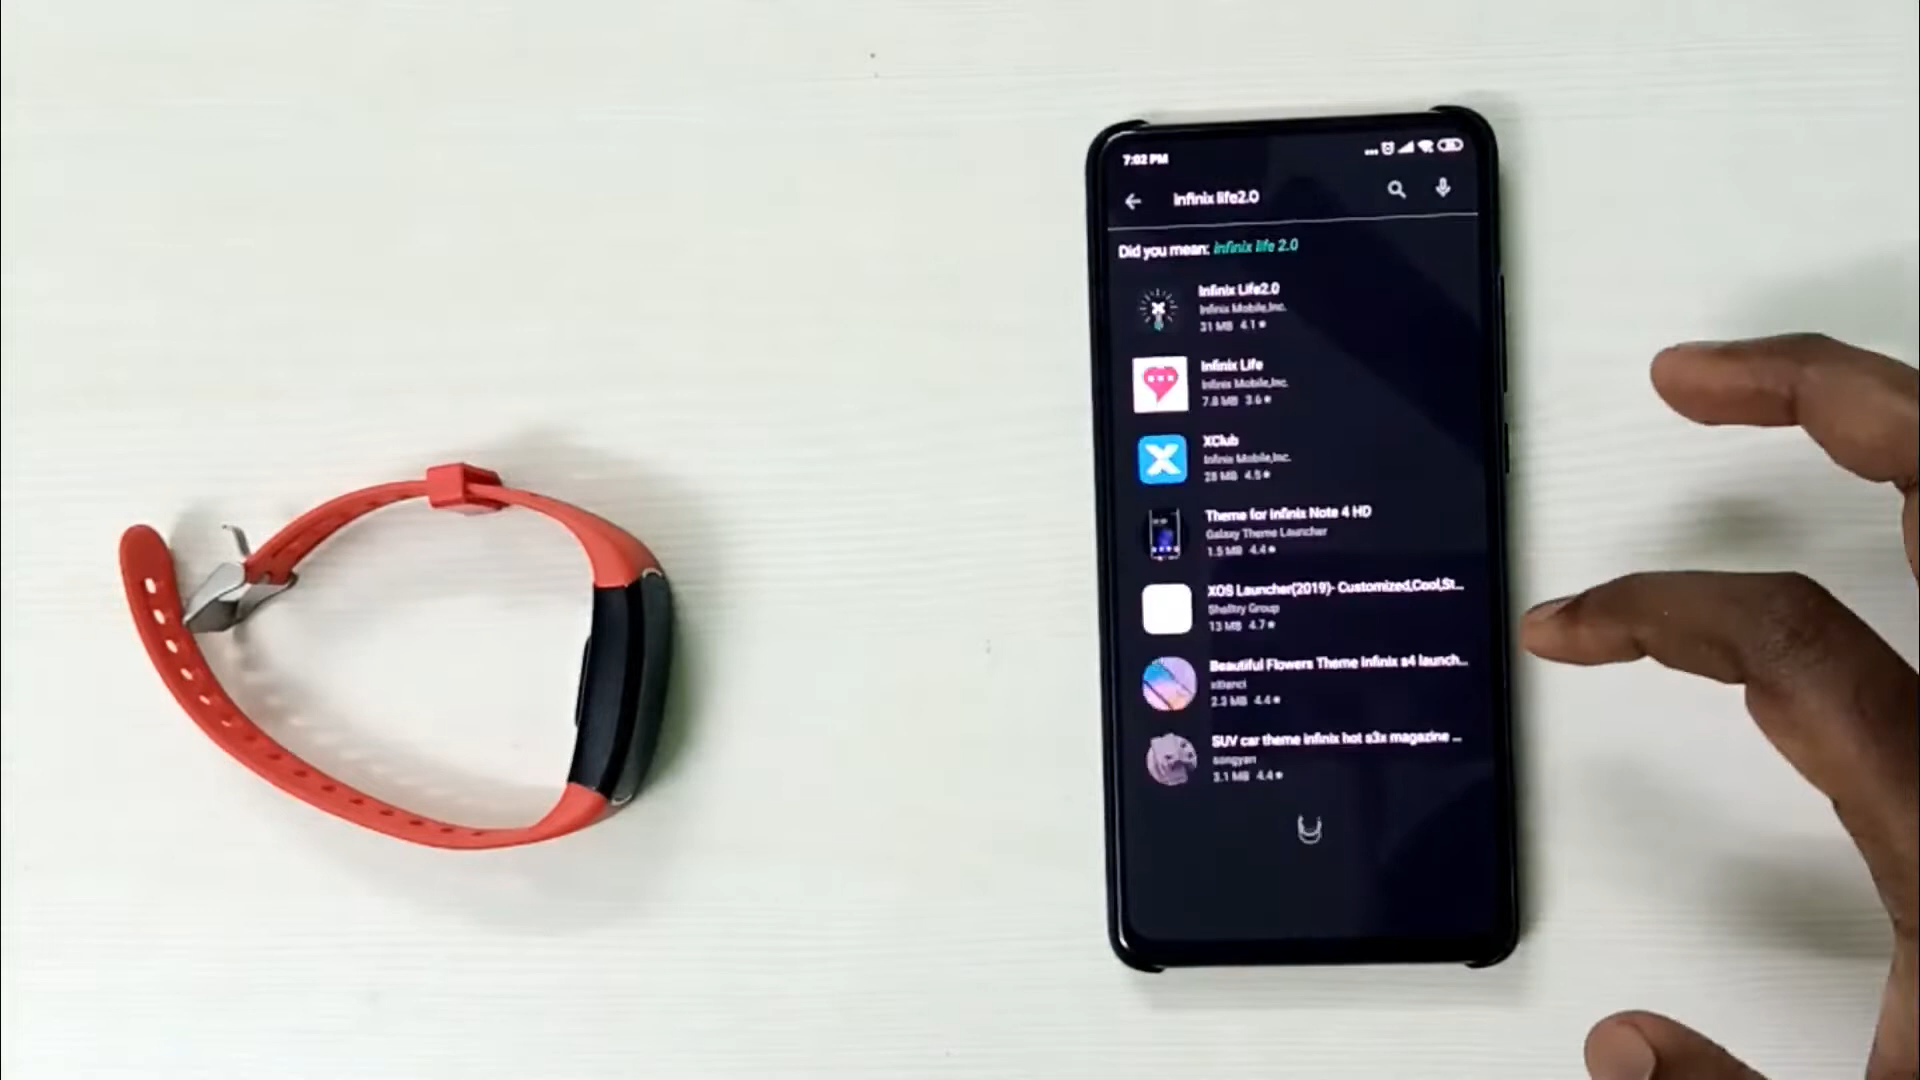 7:02 PM
infinix life2.0
Did you mean: infinix life 2.0
Infinix Life2.0
Infinix Mobile,Inc.
31 MB 4.1★
Infinix Life
Infinix Mobile,Inc.
7.8 MB 3.6★
XClub
Infinix Mobile,Inc.
28 MB 4.5★
Theme for Infinix Note 4 HD
Galaxy Theme Launcher
1.5 MB 4.4★
XOS Launcher(2019)- Customized,Cool,St...
Shalltry Group
13 MB 4.7★
Beautiful Flowers Theme Infinix s4 launch...
2.3 MB 4.4★
SUV car theme infinix hot s3x magazine ...
songyan
3.1 MB 4.4★